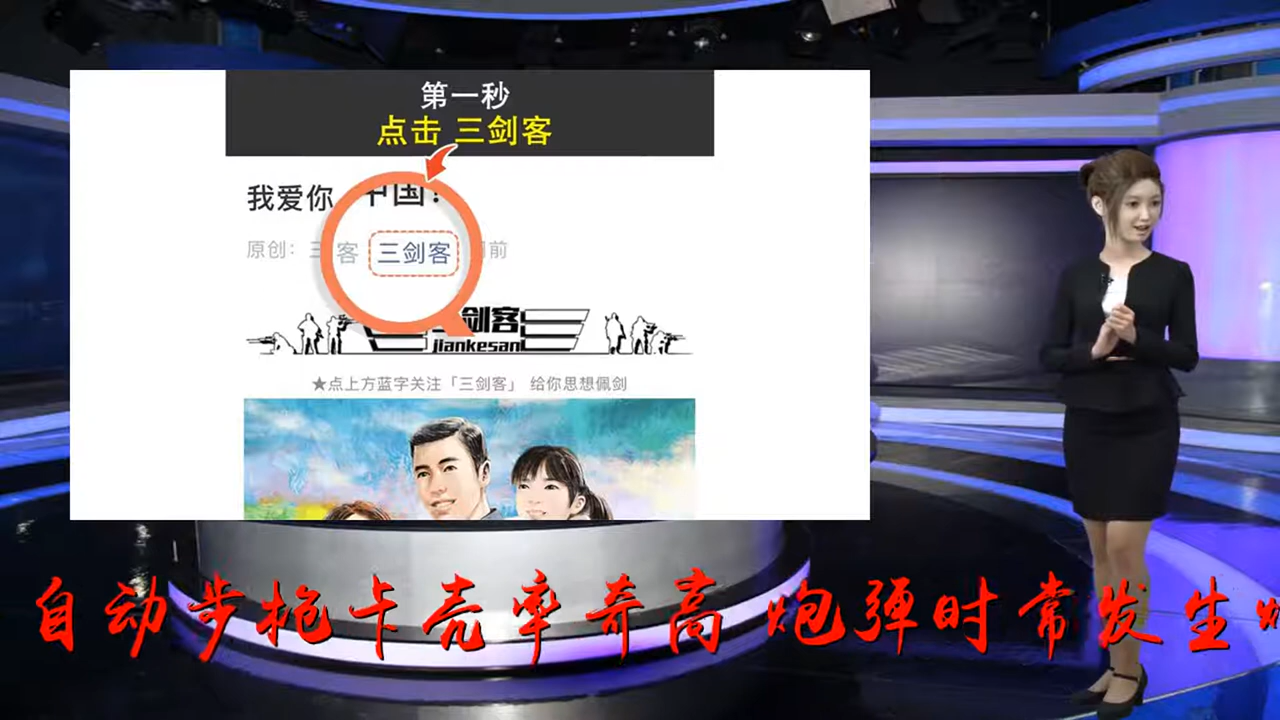 第一秒
点击 三剑客
我爱你 中国!
原创: 三 客 三剑客 前
三剑客
jiankesan
★点上方蓝字关注「三剑客」 给你思想佩剑
自动步枪卡壳率奇高 炮弹时常发生